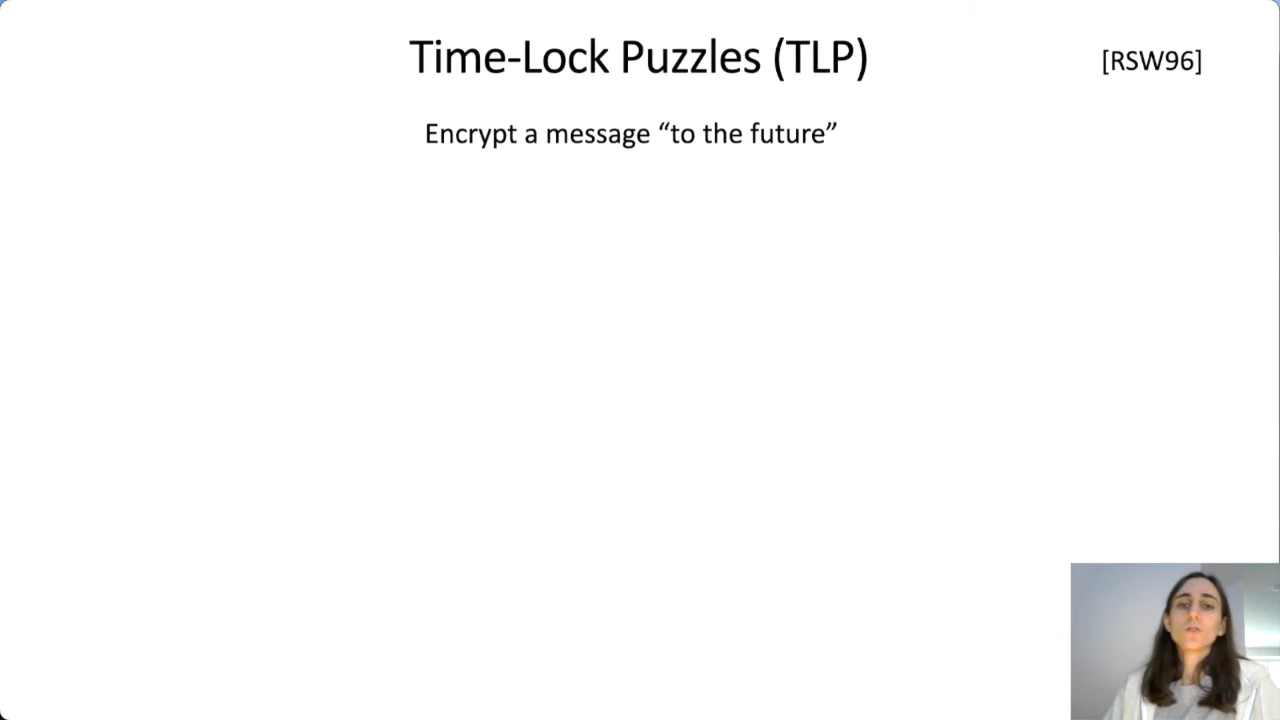 Time-Lock Puzzles (TLP)
[RSW96]
Encrypt a message “to the future”